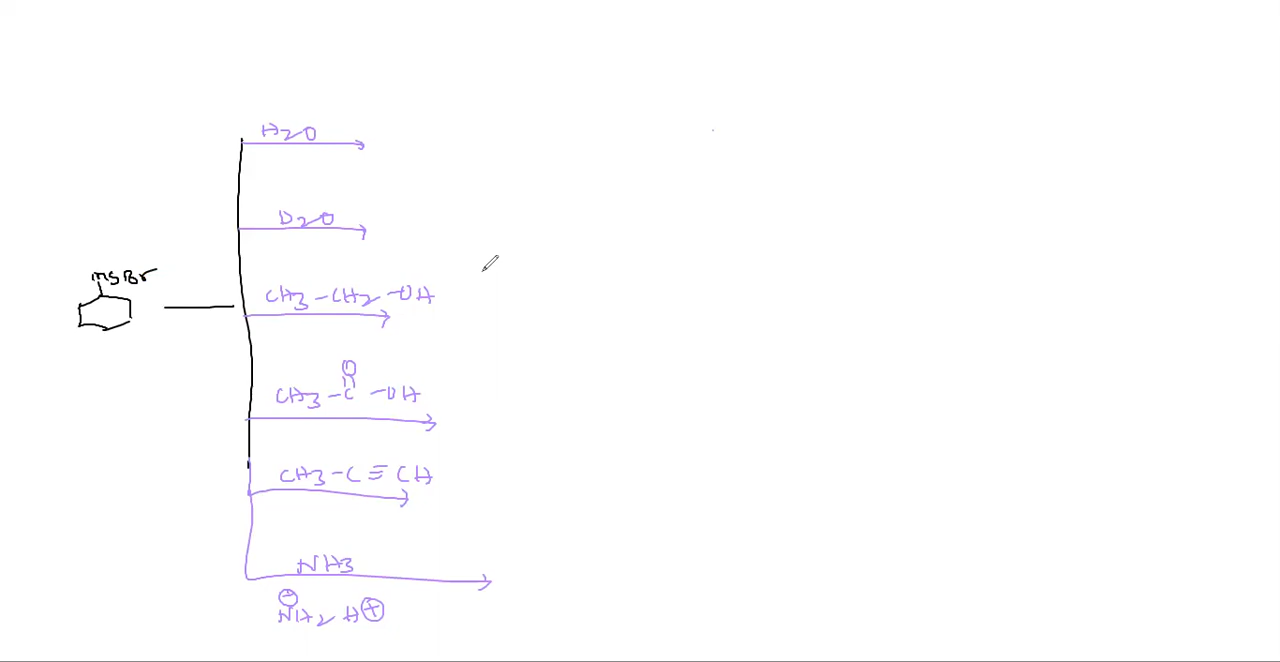 H2O
D2O
MgBr
CH3-CH2-OH
O
CH3-C-OH
CH3-C≡CH
NH3
⊖
NH2 H⊕